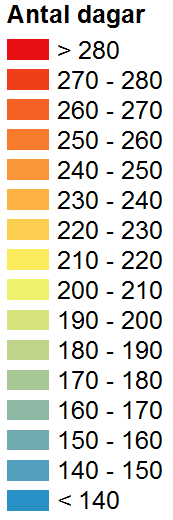 Antal dagar
> 280
270 - 280
260 - 270
250 - 260
240 - 250
230 - 240
220 - 230
210 - 220
200 - 210
190 - 200
180 - 190
170 - 180
160 - 170
150 - 160
140 - 150
< 140